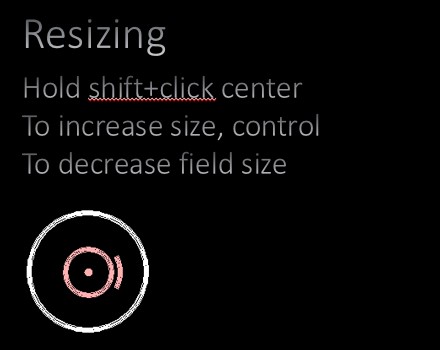 Resizing
Hold shift+click center
To increase size, control
To decrease field size